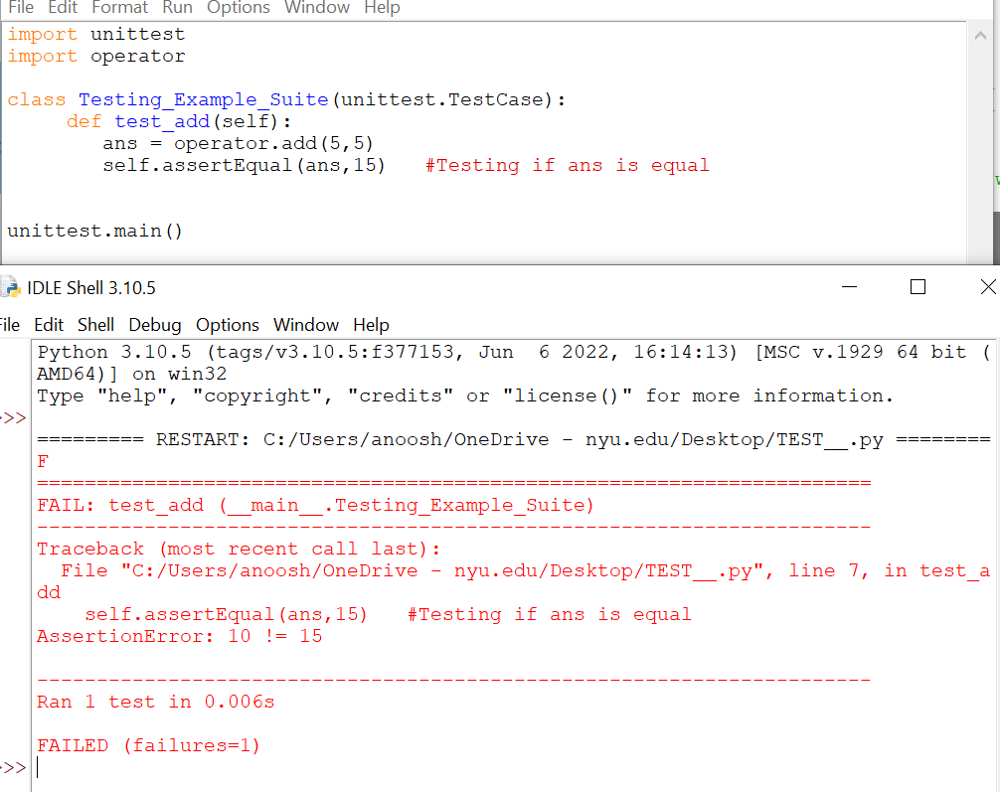 File Edit Format Run Options Window Help
import unittest
import operator
class Testing_Example_Suite(unittest.TestCase):
def test_add(self):
ans = operator.add(5,5)
self.assertEqual(ans,15) #Testing if ans is equal
unittest.main()
IDLE Shell 3.10.5
File Edit Shell Debug Options Window Help
Python 3.10.5 (tags/v3.10.5:f377153, Jun 6 2022, 16:14:13) [MSC v.1929 64 bit (
AMD64)] on win32
Type "help", "copyright", "credits" or "license()" for more information.
>>>
========= RESTART: C:/Users/anoosh/OneDrive - nyu.edu/Desktop/TEST__.py ========
F
======================================================================
FAIL: test_add (__main__.Testing_Example_Suite)
----------------------------------------------------------------------
Traceback (most recent call last):
File "C:/Users/anoosh/OneDrive - nyu.edu/Desktop/TEST__.py", line 7, in test_a
dd
self.assertEqual(ans,15) #Testing if ans is equal
AssertionError: 10 != 15
----------------------------------------------------------------------
Ran 1 test in 0.006s
FAILED (failures=1)
>>>